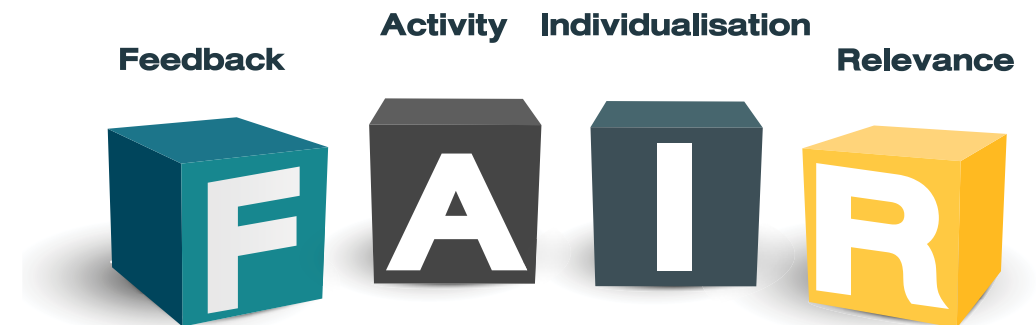 Activity Individualisation
Feedback
Relevance
F A I R